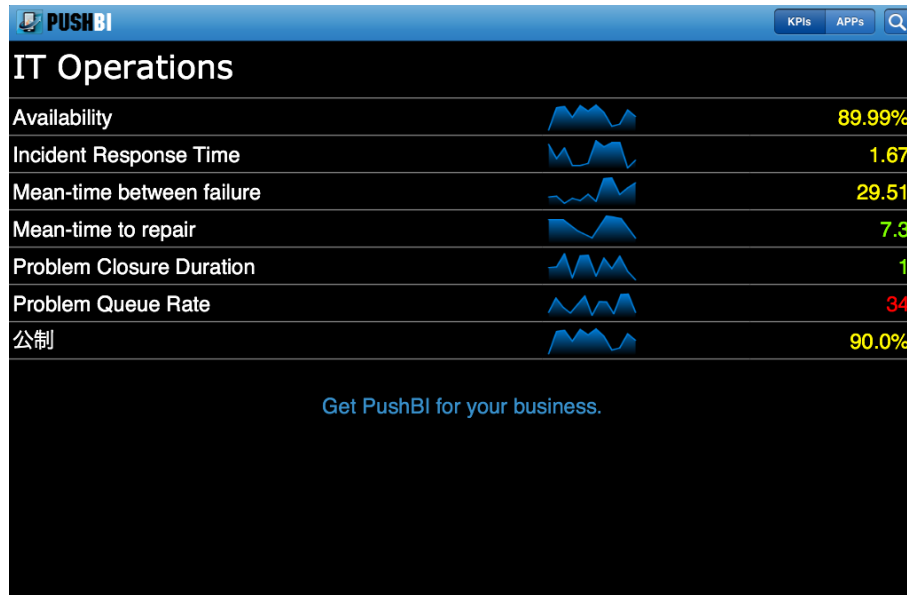 PUSHBI KPIs APPs
IT Operations
Availability 89.99%
Incident Response Time 1.67
Mean-time between failure 29.51
Mean-time to repair 7.3
Problem Closure Duration 1
Problem Queue Rate 34
公制 90.0%
Get PushBI for your business.